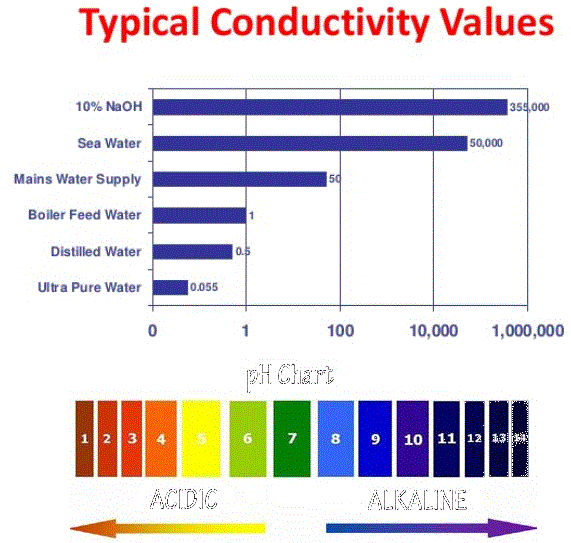 Typical Conductivity Values
10% NaOH 355,000
Sea Water 50,000
Mains Water Supply 50
Boiler Feed Water 1
Distilled Water 0.5
Ultra Pure Water 0.055
0 1 100 10,000 1,000,000
pH Chart
1 2 3 4 5 6 7 8 9 10 11 12 13 14
ACIDIC ALKALINE